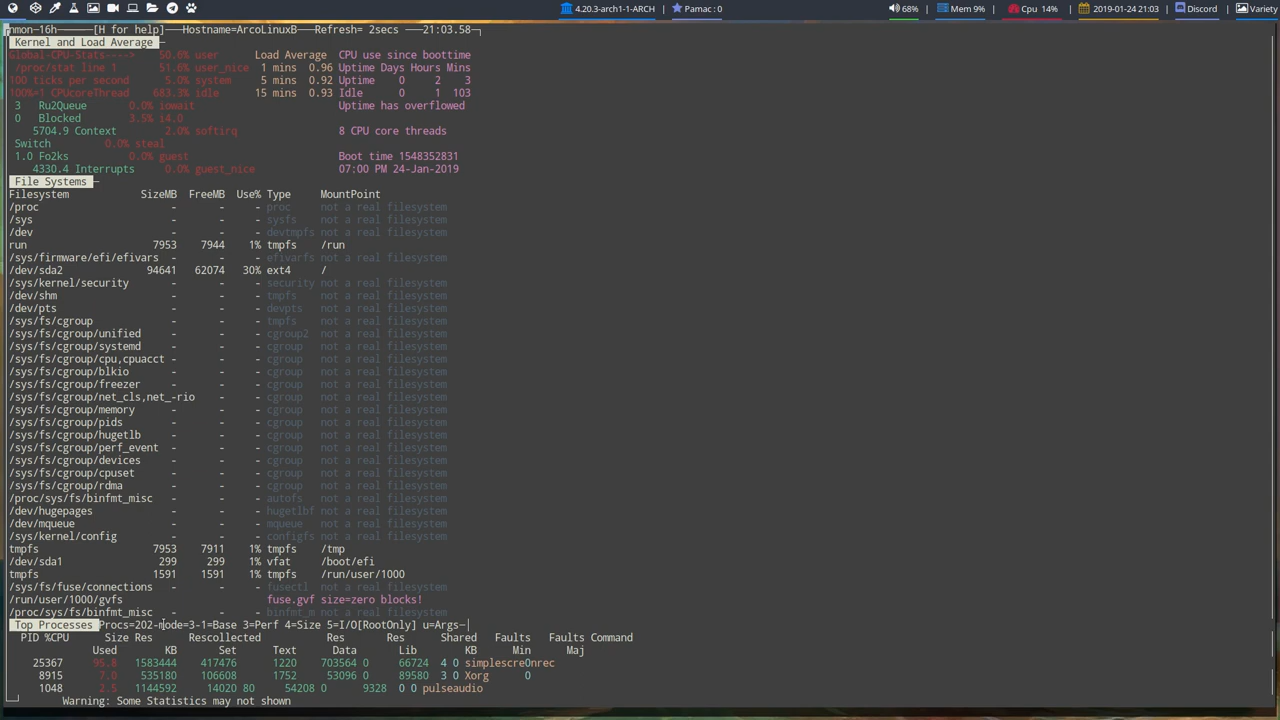 4.20.3-arch1-1-ARCH Pamac : 0 68% Mem 9% Cpu 14% 2019-01-24 21:03 Discord Variety
nmon-16h [H for help] Hostname=ArcoLinuxB Refresh= 2secs 21:03.58
Kernel and Load Average
Global-CPU-Stats----> 50.6% user Load Average CPU use since boottime
/proc/stat line 1 51.6% user_nice 1 mins 0.96 Uptime Days Hours Mins
100 ticks per second 5.0% system 5 mins 0.92 Uptime 0 2 3
100%*1 CPUcoreThread 683.3% idle 15 mins 0.93 Idle 0 1 103
3 Ru2Queue 0.0% iowait Uptime has overflowed
0 Blocked 3.5% i4.0
5704.9 Context 2.0% softirq 8 CPU core threads
Switch 0.0% steal
1.0 Fo2ks 0.0% guest Boot time 1548352831
4330.4 Interrupts 0.0% guest_nice 07:00 PM 24-Jan-2019
File Systems
Filesystem SizeMB FreeMB Use% Type MountPoint
/proc - - - proc not a real filesystem
/sys - - - sysfs not a real filesystem
/dev - - - devtmpfs not a real filesystem
run 7953 7944 1% tmpfs /run
/sys/firmware/efi/efivars - - - efivarfs not a real filesystem
/dev/sda2 94641 62074 30% ext4 /
/sys/kernel/security - - - security not a real filesystem
/dev/shm - - - tmpfs not a real filesystem
/dev/pts - - - devpts not a real filesystem
/sys/fs/cgroup - - - tmpfs not a real filesystem
/sys/fs/cgroup/unified - - - cgroup2 not a real filesystem
/sys/fs/cgroup/systemd - - - cgroup not a real filesystem
/sys/fs/cgroup/cpu,cpuacct - - - cgroup not a real filesystem
/sys/fs/cgroup/blkio - - - cgroup not a real filesystem
/sys/fs/cgroup/freezer - - - cgroup not a real filesystem
/sys/fs/cgroup/net_cls,net_-rio - - cgroup not a real filesystem
/sys/fs/cgroup/memory - - - cgroup not a real filesystem
/sys/fs/cgroup/pids - - - cgroup not a real filesystem
/sys/fs/cgroup/hugetlb - - - cgroup not a real filesystem
/sys/fs/cgroup/perf_event - - - cgroup not a real filesystem
/sys/fs/cgroup/devices - - - cgroup not a real filesystem
/sys/fs/cgroup/cpuset - - - cgroup not a real filesystem
/sys/fs/cgroup/rdma - - - cgroup not a real filesystem
/proc/sys/fs/binfmt_misc - - - autofs not a real filesystem
/dev/hugepages - - - hugetlbf not a real filesystem
/dev/mqueue - - - mqueue not a real filesystem
/sys/kernel/config - - - configfs not a real filesystem
tmpfs 7953 7911 1% tmpfs /tmp
/dev/sda1 299 299 1% vfat /boot/efi
tmpfs 1591 1591 1% tmpfs /run/user/1000
/sys/fs/fuse/connections - - - fusectl not a real filesystem
/run/user/1000/gvfs fuse.gvf size=zero blocks!
/proc/sys/fs/binfmt_misc - - - binfmt_m not a real filesystem
Top Processes Procs=202-mode=3-1=Base 3=Perf 4=Size 5=I/O[RootOnly] u=Args-
PID %CPU Size Res Rescollected Res Res Shared Faults Faults Command
Used KB Set Text Data Lib KB Min Maj
25367 95.8 1583444 417476 1220 703564 0 66724 4 0 simplescre0nrec
8915 7.0 535180 106608 1752 53096 0 89580 3 0 Xorg 0
1048 2.5 1144592 14020 80 54208 0 9328 0 0 pulseaudio
Warning: Some Statistics may not shown